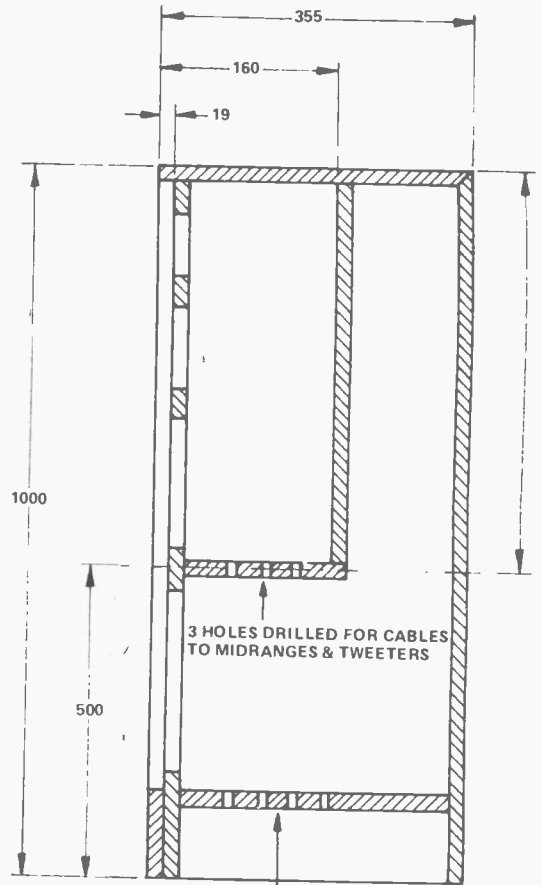 355
160
19
1000
3 HOLES DRILLED FOR CABLES
TO MIDRANGES & TWEETERS
500